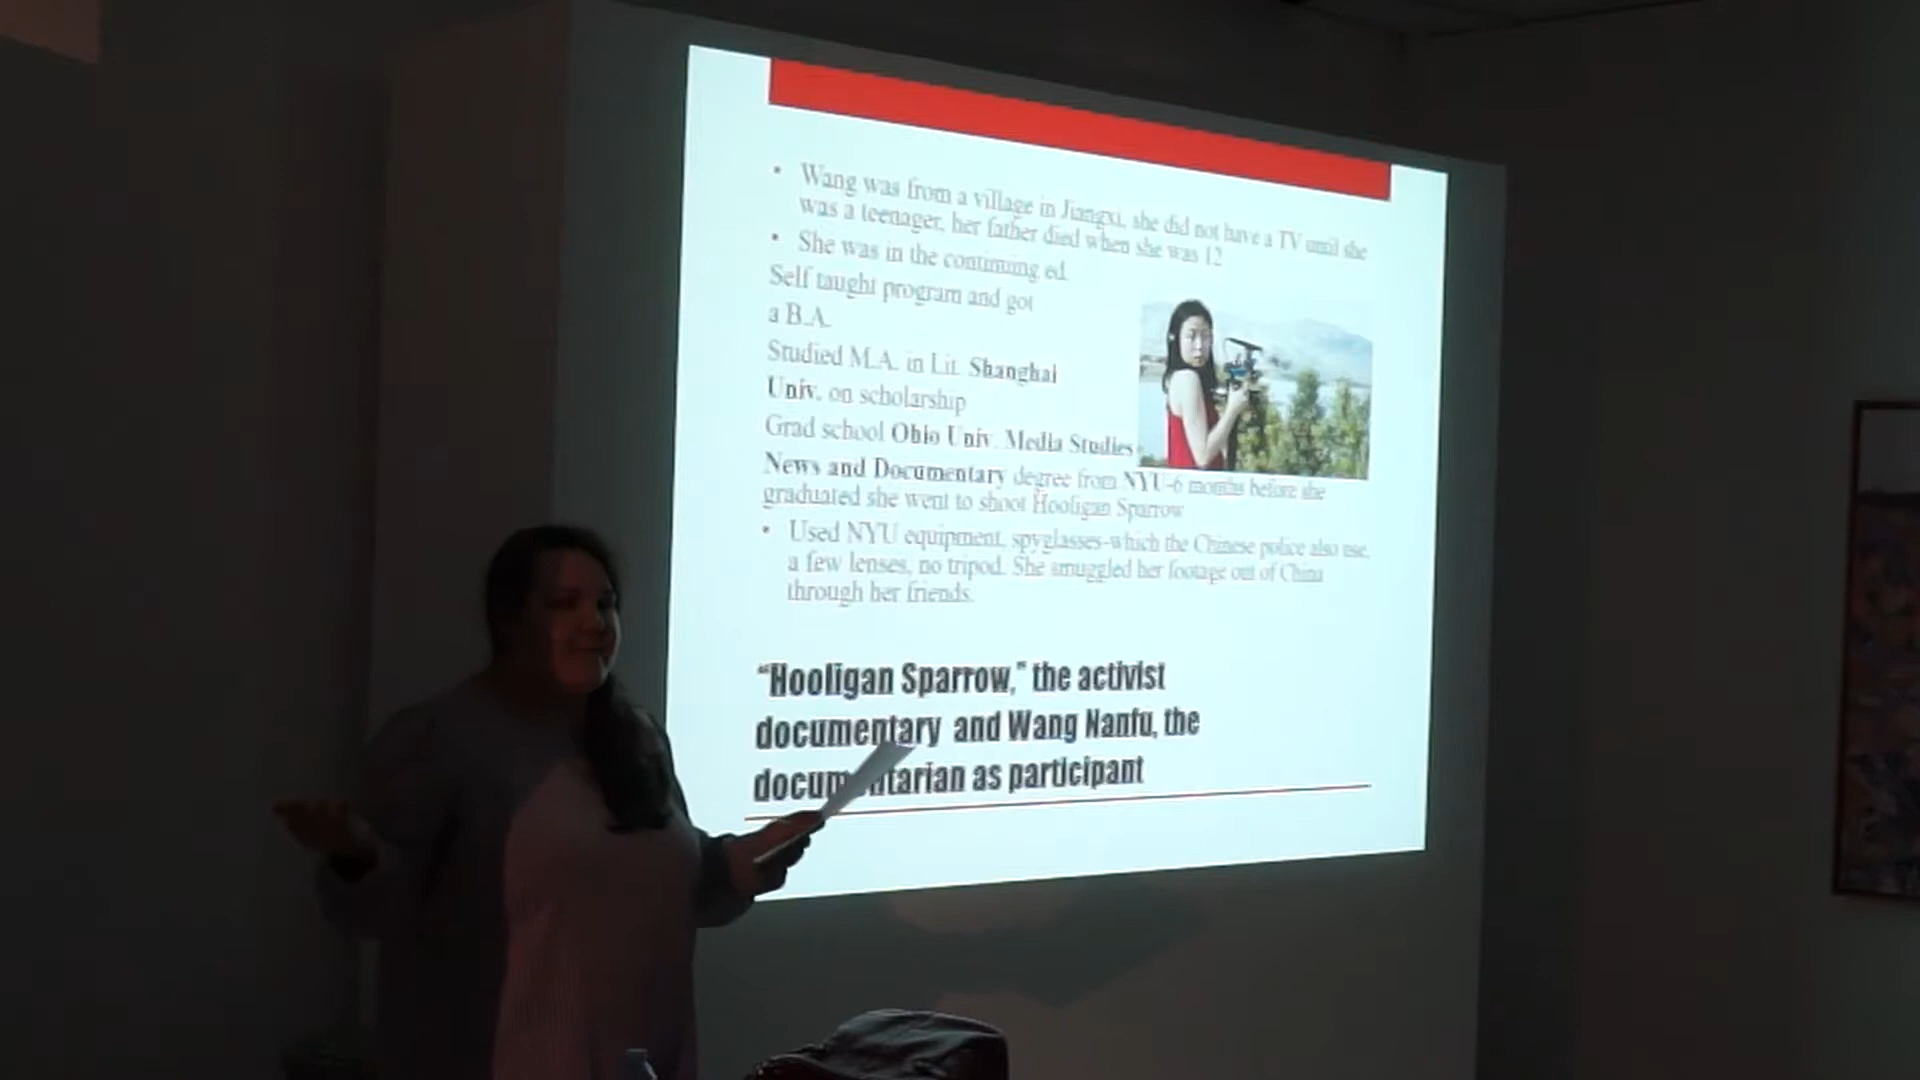 • Wang was from a village in Jiangxi, she did not have a TV until she
was a teenager, her father died when she was 12
• She was in the continuing ed.
Self taught program and got
a B.A.
Studied M.A. in Lit. Shanghai
Univ. on scholarship
Grad school Ohio Univ. Media Studies
News and Documentary degree from NYU-6 months before she
graduated she went to shoot Hooligan Sparrow
• Used NYU equipment, spyglasses-which the Chinese police also use,
a few lenses, no tripod. She smuggled her footage out of China
through her friends.
“Hooligan Sparrow,” the activist
documentary and Wang Nanfu, the
documentarian as participant